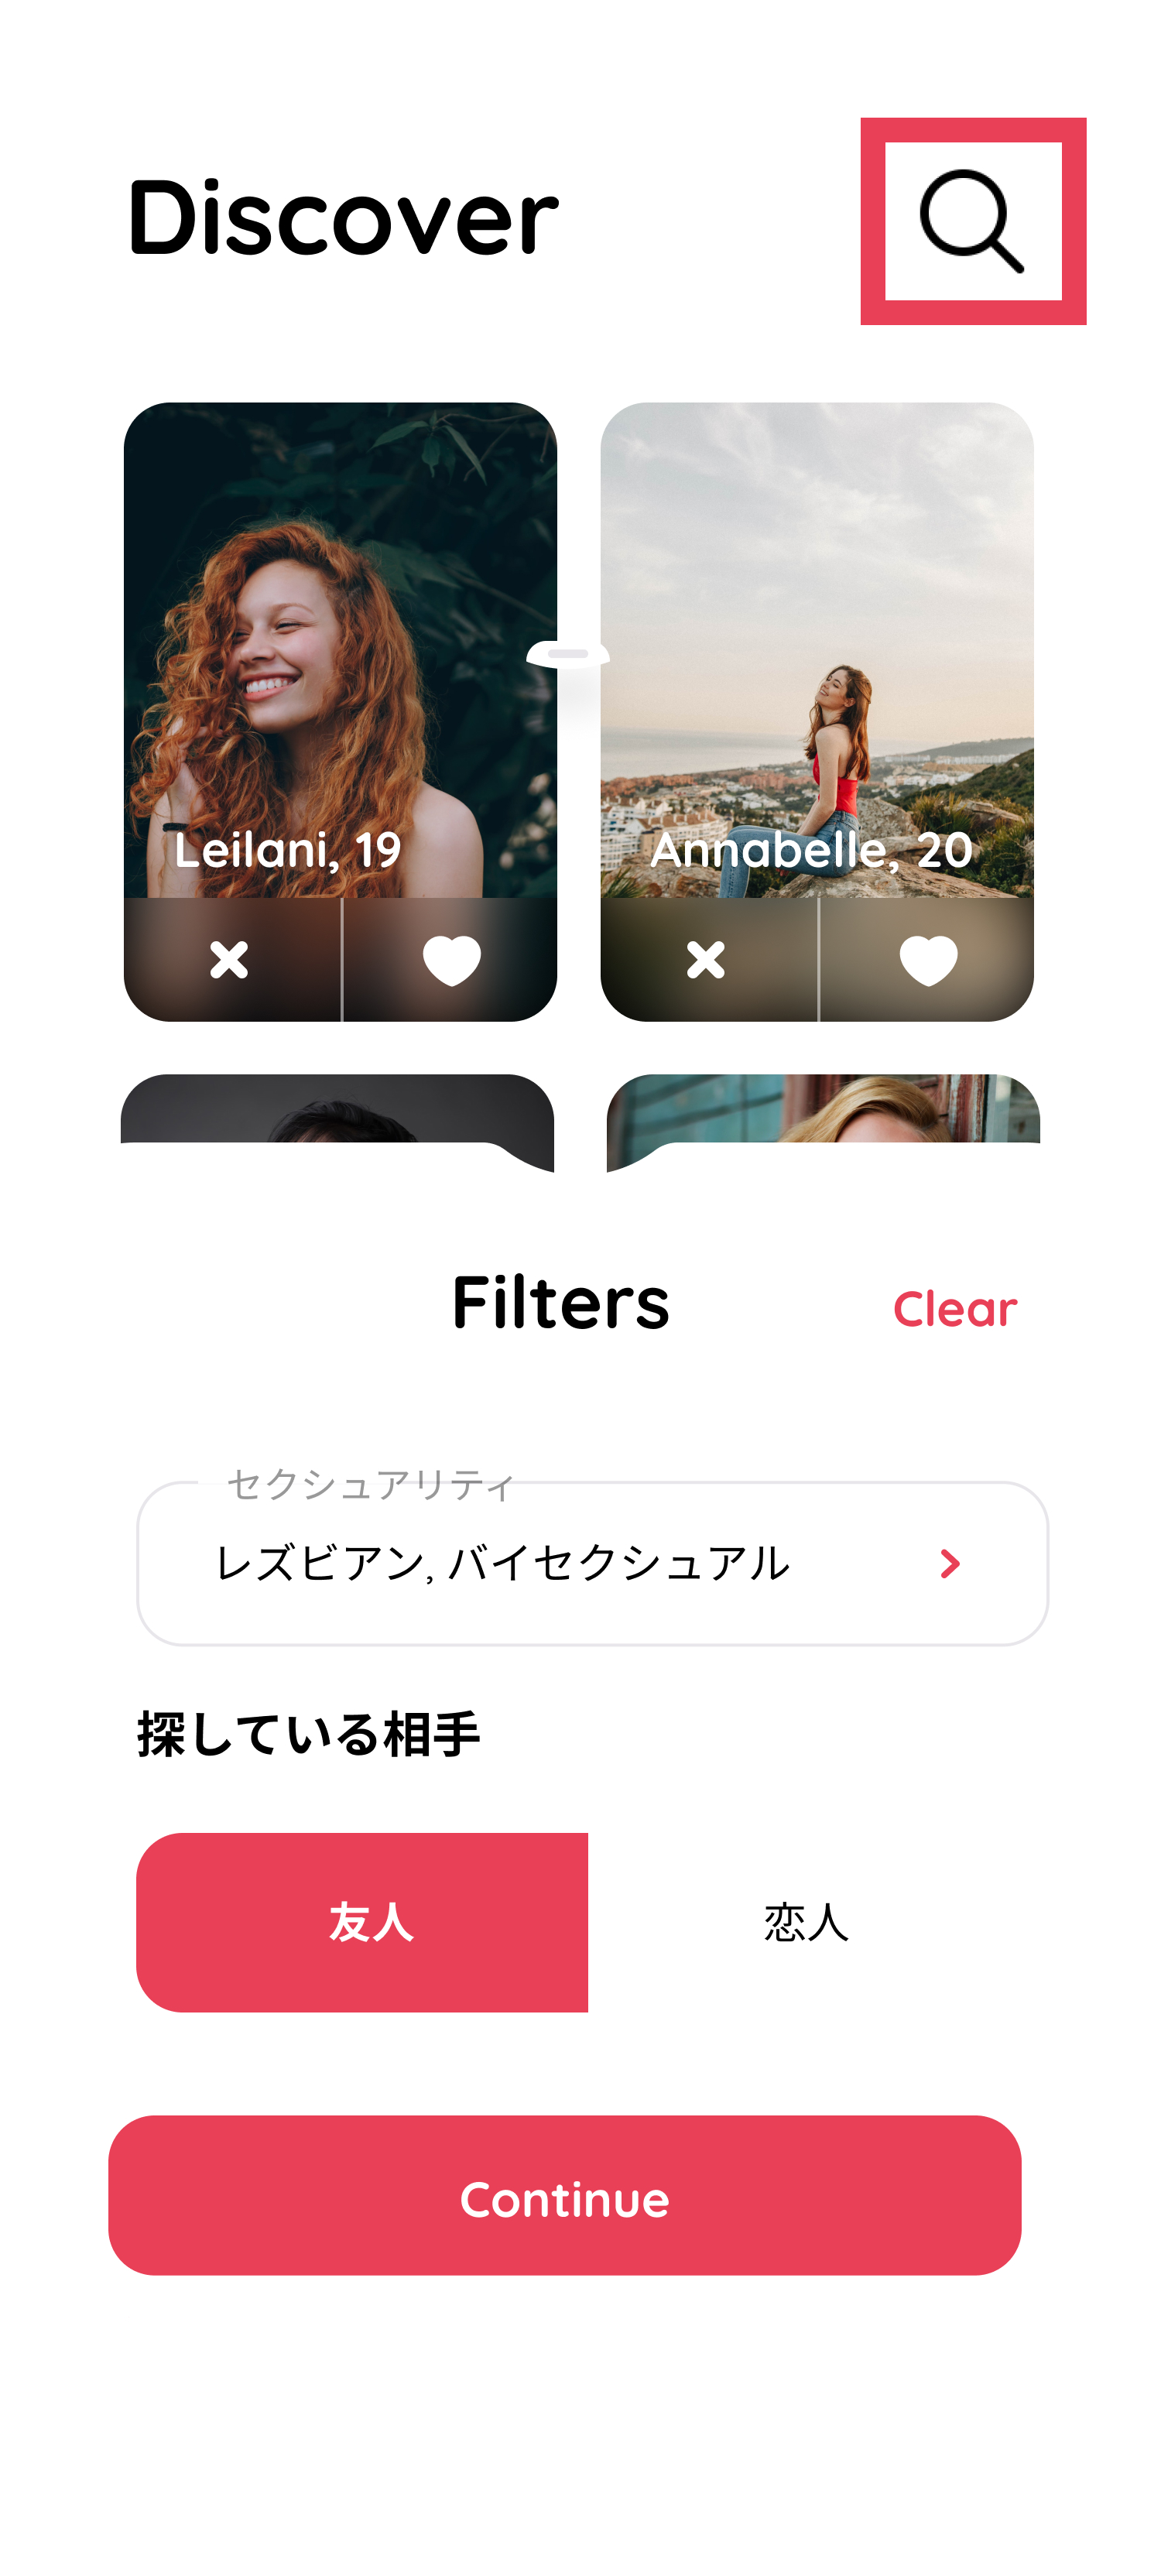 Discover
Leilani, 19
Annabelle, 20
Filters
Clear
セクシュアリティ
レズビアン, バイセクシュアル
探している相手
友人
恋人
Continue